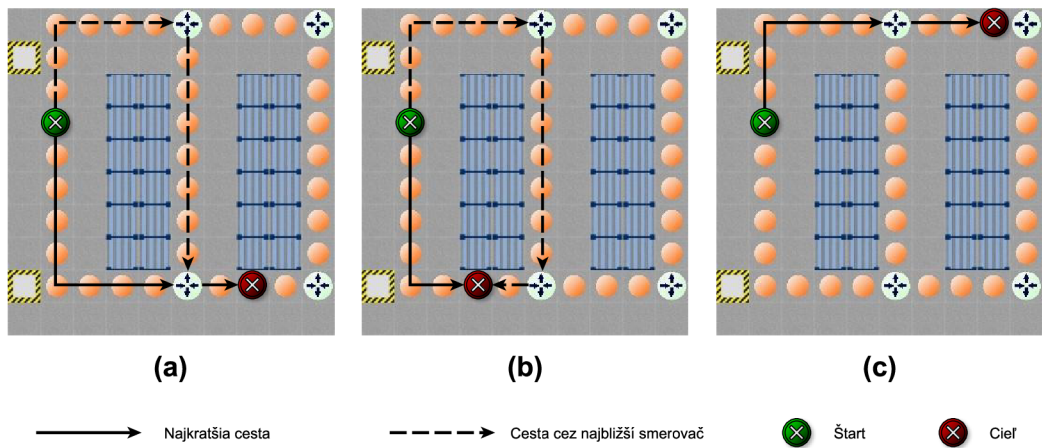 (a)
(b)
(c)
Najkratšia cesta
Cesta cez najbližší smerovač
Štart
Cieľ